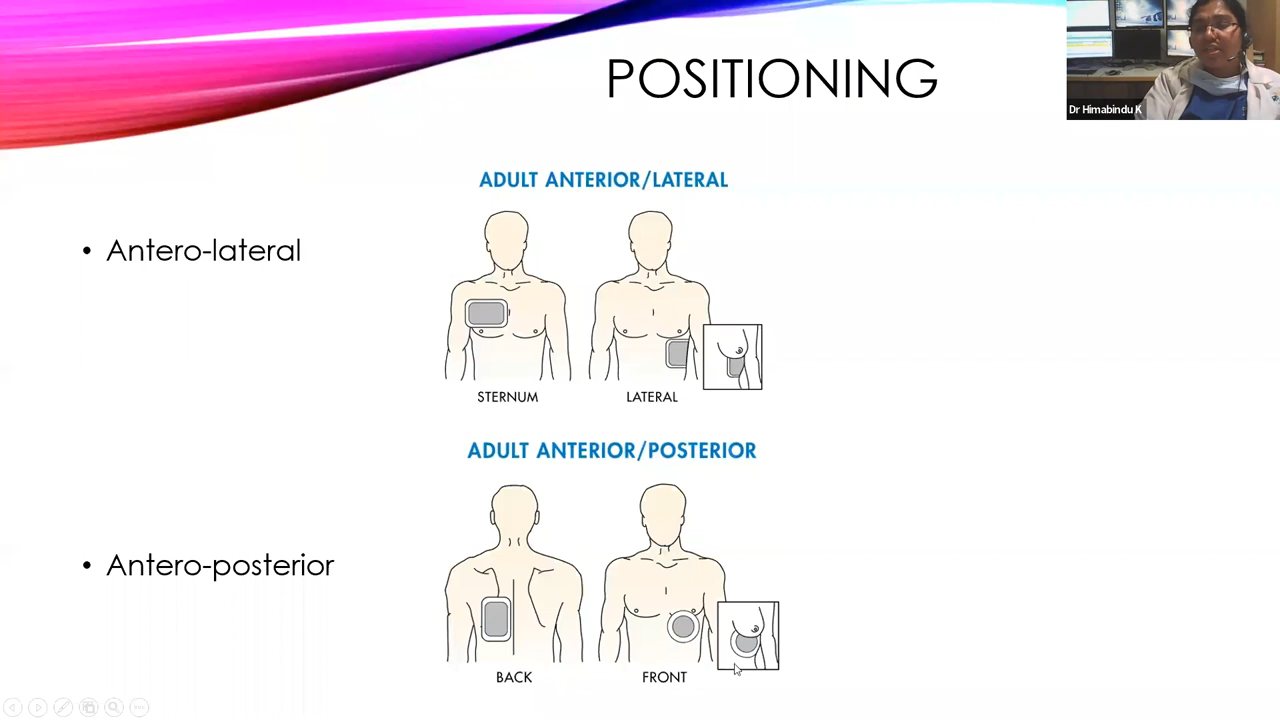 POSITIONING
Dr Himabindu K
ADULT ANTERIOR/LATERAL
• Antero-lateral
STERNUM
LATERAL
ADULT ANTERIOR/POSTERIOR
• Antero-posterior
BACK
FRONT